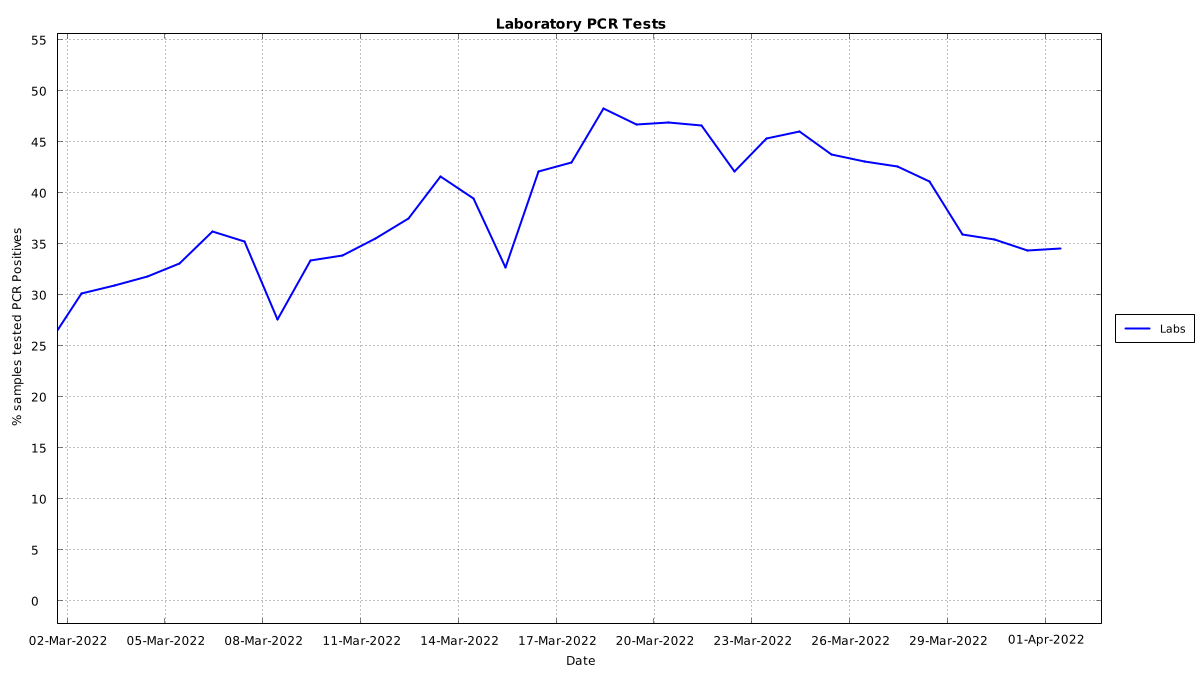 Laboratory PCR Tests
55
50
45
40
35
30
25
20
15
10
5
0
% samples tested PCR Positives
02-Mar-2022 05-Mar-2022 08-Mar-2022 11-Mar-2022 14-Mar-2022 17-Mar-2022 20-Mar-2022 23-Mar-2022 26-Mar-2022 29-Mar-2022 01-Apr-2022
Date
Labs